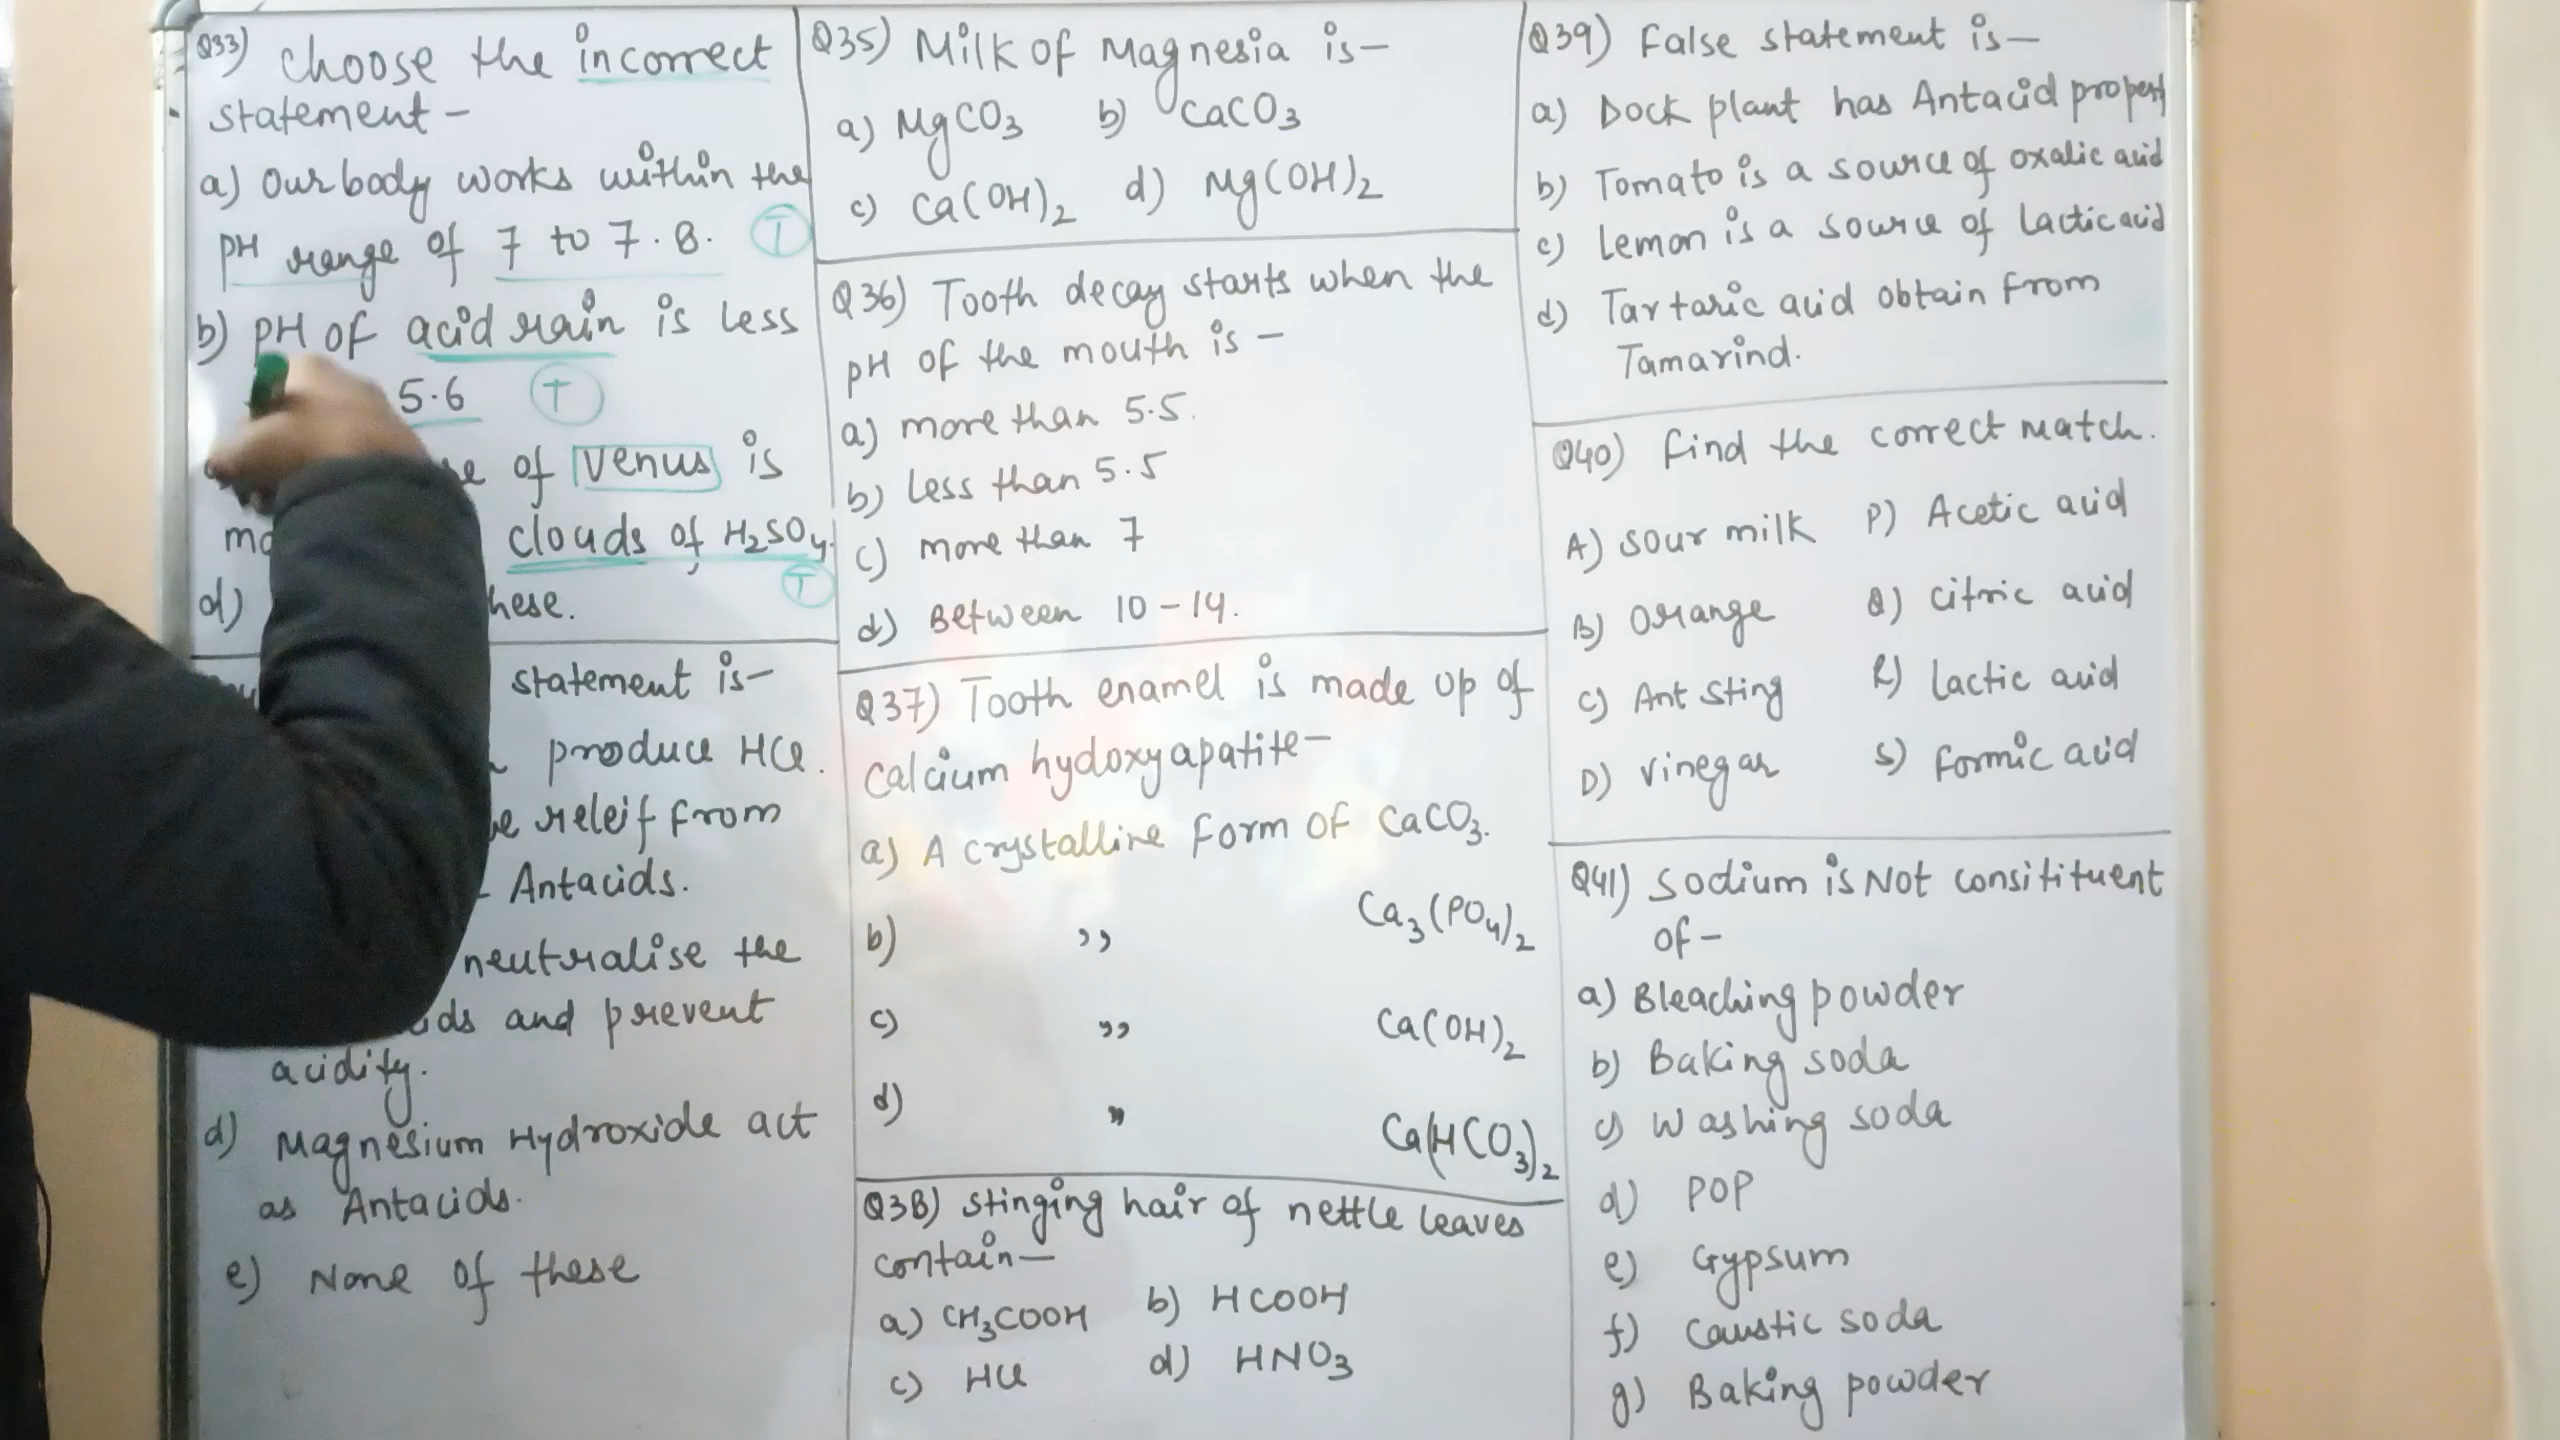 Q33) Choose the incorrect
statement -
a) Our body works within the
pH range of 7 to 7.8. T
b) pH of acid rain is less
5.6 T
of Venus is
clouds of H₂SO₄.
T
d)
statement is-
produce HCl.
releif from
Antacids.
neutralise the
and prevent
acidity.
d) Magnesium Hydroxide act
as Antacids.
e) None of these
Q35) Milk of Magnesia is-
a) MgCO₃ b) CaCO₃
c) Ca(OH)₂ d) Mg(OH)₂
Q36) Tooth decay starts when the
pH of the mouth is -
a) more than 5.5.
b) less than 5.5
c) more than 7
d) Between 10-14.
Q37) Tooth enamel is made up of
Calcium hydoxyapatite-
a) A crystalline form of CaCO₃.
b) ,, Ca₃(PO₄)₂
c) ,, Ca(OH)₂
d) ,, Ca(HCO₃)₂
Q38) Stinging hair of nettle leaves
contain-
a) CH₃COOH b) HCOOH
c) HCl d) HNO₃
Q39) False statement is-
a) Dock plant has Antacid property
b) Tomato is a source of oxalic acid
c) Lemon is a source of Lactic acid
d) Tartaric acid obtain from
Tamarind.
Q40) Find the correct match.
A) Sour milk P) Acetic acid
B) Orange Q) Citric acid
C) Ant sting R) Lactic acid
D) Vinegar S) Formic acid
Q41) Sodium is Not consitituent
of-
a) Bleaching powder
b) Baking soda
c) Washing soda
d) POP
e) Gypsum
f) Caustic soda
g) Baking powder